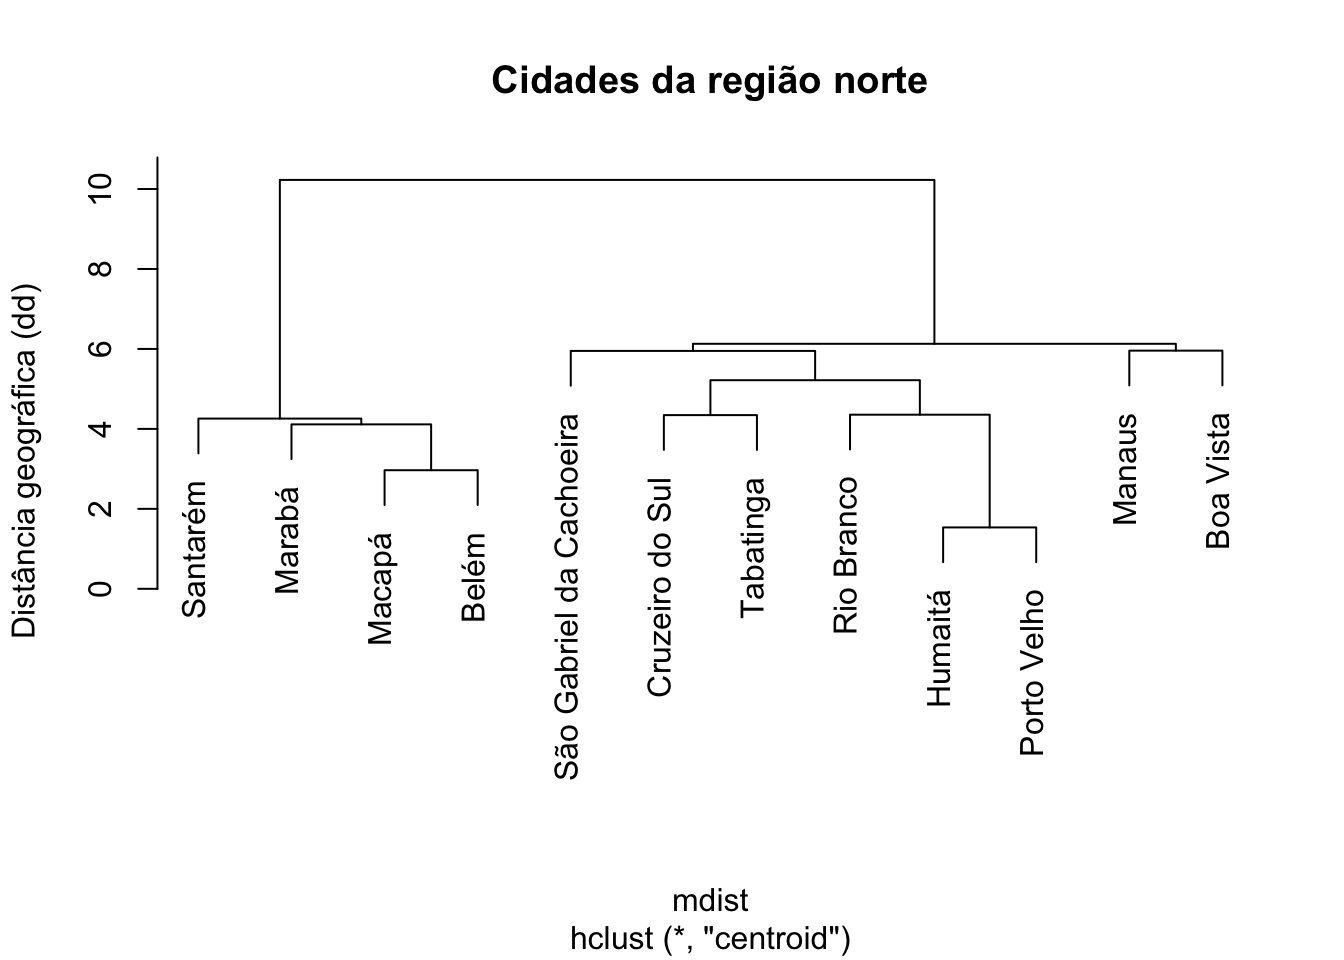 Cidades da região norte
Distância geográfica (dd)
10
8
6
4
2
0
Santarém
Marabá
Macapá
Belém
São Gabriel da Cachoeira
Cruzeiro do Sul
Tabatinga
Rio Branco
Humaitá
Porto Velho
Manaus
Boa Vista
mdist
hclust (*, "centroid")